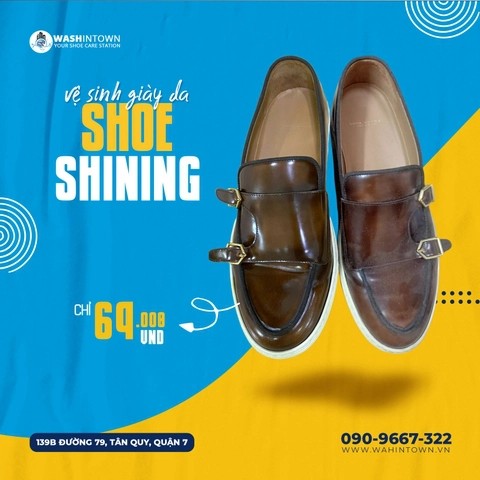 WASHINTOWN
YOUR SHOE CARE STATION
vệ sinh giày da
SHOE
SHINING
CHỈ 69.000
VND
139B ĐƯỜNG 79, TÂN QUY, QUẬN 7
090-9667-322
WWW.WAHINTOWN.VN